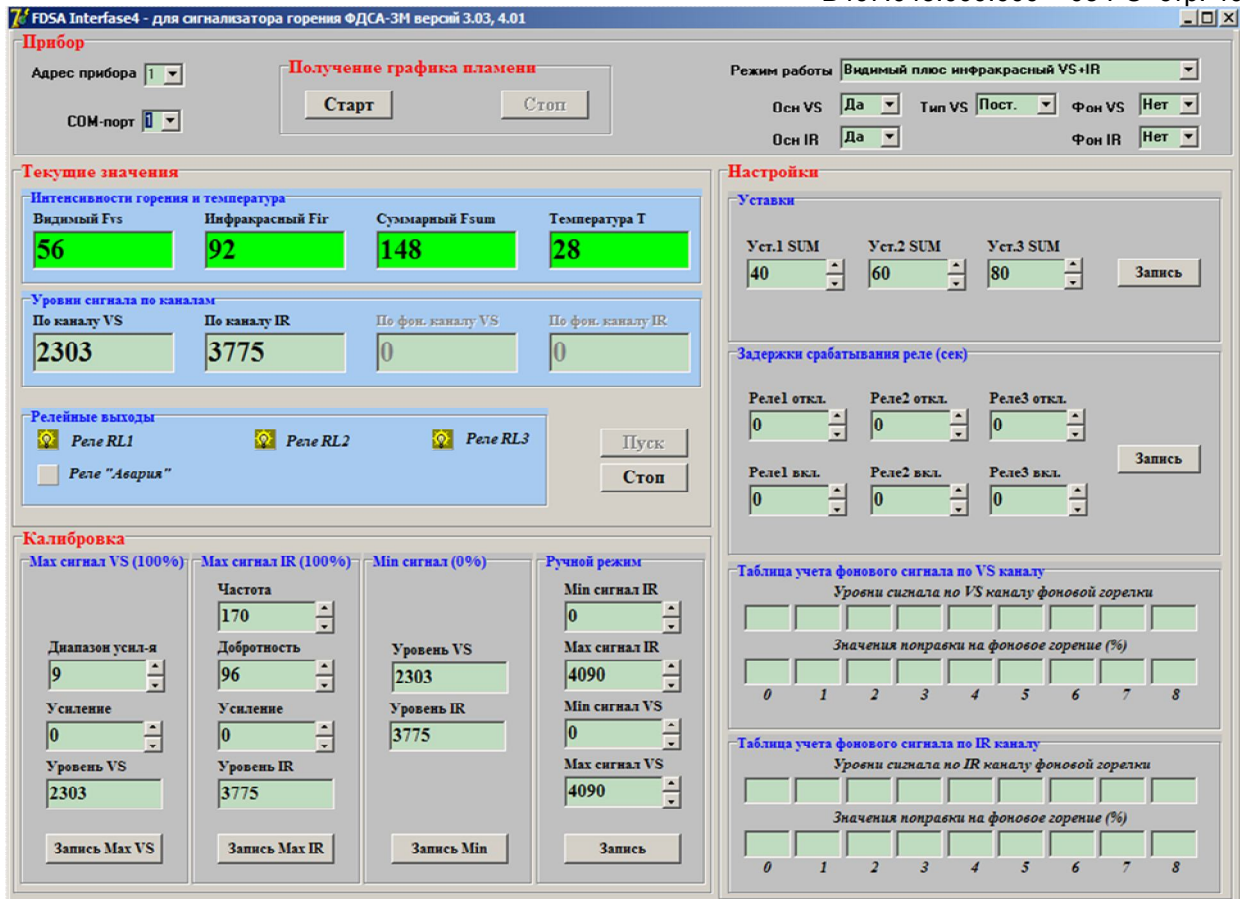 FDSA Interfase4 - для сигнализатора горения ФДСА-3М версий 3.03, 4.01
Прибор
Адрес прибора 1
COM-порт 1
Получение графика пламени
Старт Стоп
Режим работы Видимый плюс инфракрасный VS+IR
Осн VS Да Тип VS Пост. Фон VS Нет
Осн IR Да Фон IR Нет
Текущие значения
Интенсивности горения и температура
Видимый Fvs Инфракрасный Fir Суммарный Fsum Температура T
56 92 148 28
Уровни сигнала по каналам
По каналу VS По каналу IR По фон. каналу VS По фон. каналу IR
2303 3775 0 0
Релейные выходы
Реле RL1 Реле RL2 Реле RL3
Реле "Авария"
Пуск
Стоп
Настройки
Уставки
Уст.1 SUM Уст.2 SUM Уст.3 SUM
40 60 80 Запись
Задержки срабатывания реле (сек)
Реле1 откл. Реле2 откл. Реле3 откл.
0 0 0
Запись
Реле1 вкл. Реле2 вкл. Реле3 вкл.
0 0 0
Калибровка
Max сигнал VS (100%)
Диапазон усил-я
9
Усиление
0
Уровень VS
2303
Запись Max VS
Max сигнал IR (100%)
Частота
170
Добротность
96
Усиление
0
Уровень IR
3775
Запись Max IR
Min сигнал (0%)
Уровень VS
2303
Уровень IR
3775
Запись Min
Ручной режим
Min сигнал IR
0
Max сигнал IR
4090
Min сигнал VS
0
Max сигнал VS
4090
Запись
Таблица учета фонового сигнала по VS каналу
Уровни сигнала по VS каналу фоновой горелки
Значения поправки на фоновое горение (%)
0 1 2 3 4 5 6 7 8
Таблица учета фонового сигнала по IR каналу
Уровни сигнала по IR каналу фоновой горелки
Значения поправки на фоновое горение (%)
0 1 2 3 4 5 6 7 8